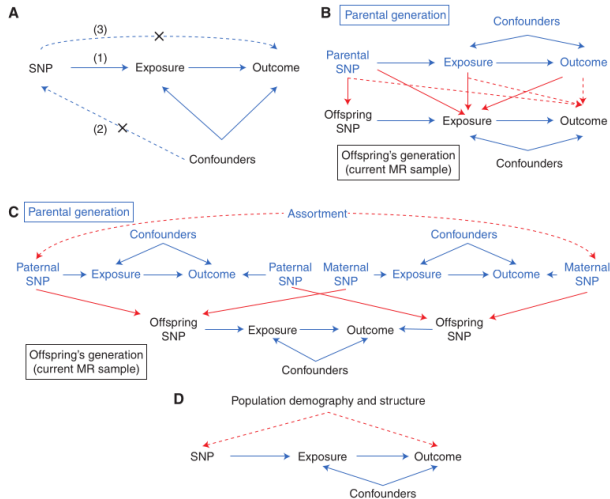 A
(3)
SNP
(1)
Exposure
Outcome
(2)
Confounders
B
Parental generation
Confounders
Parental
SNP
Exposure
Outcome
Offspring
SNP
Exposure
Outcome
Offspring's generation
(current MR sample)
Confounders
C
Parental generation
Assortment
Confounders
Confounders
Paternal
SNP
Exposure
Outcome
Paternal
SNP
Maternal
SNP
Exposure
Outcome
Maternal
SNP
Offspring
SNP
Exposure
Outcome
Offspring
SNP
Offspring's generation
(current MR sample)
Confounders
D
Population demography and structure
SNP
Exposure
Outcome
Confounders